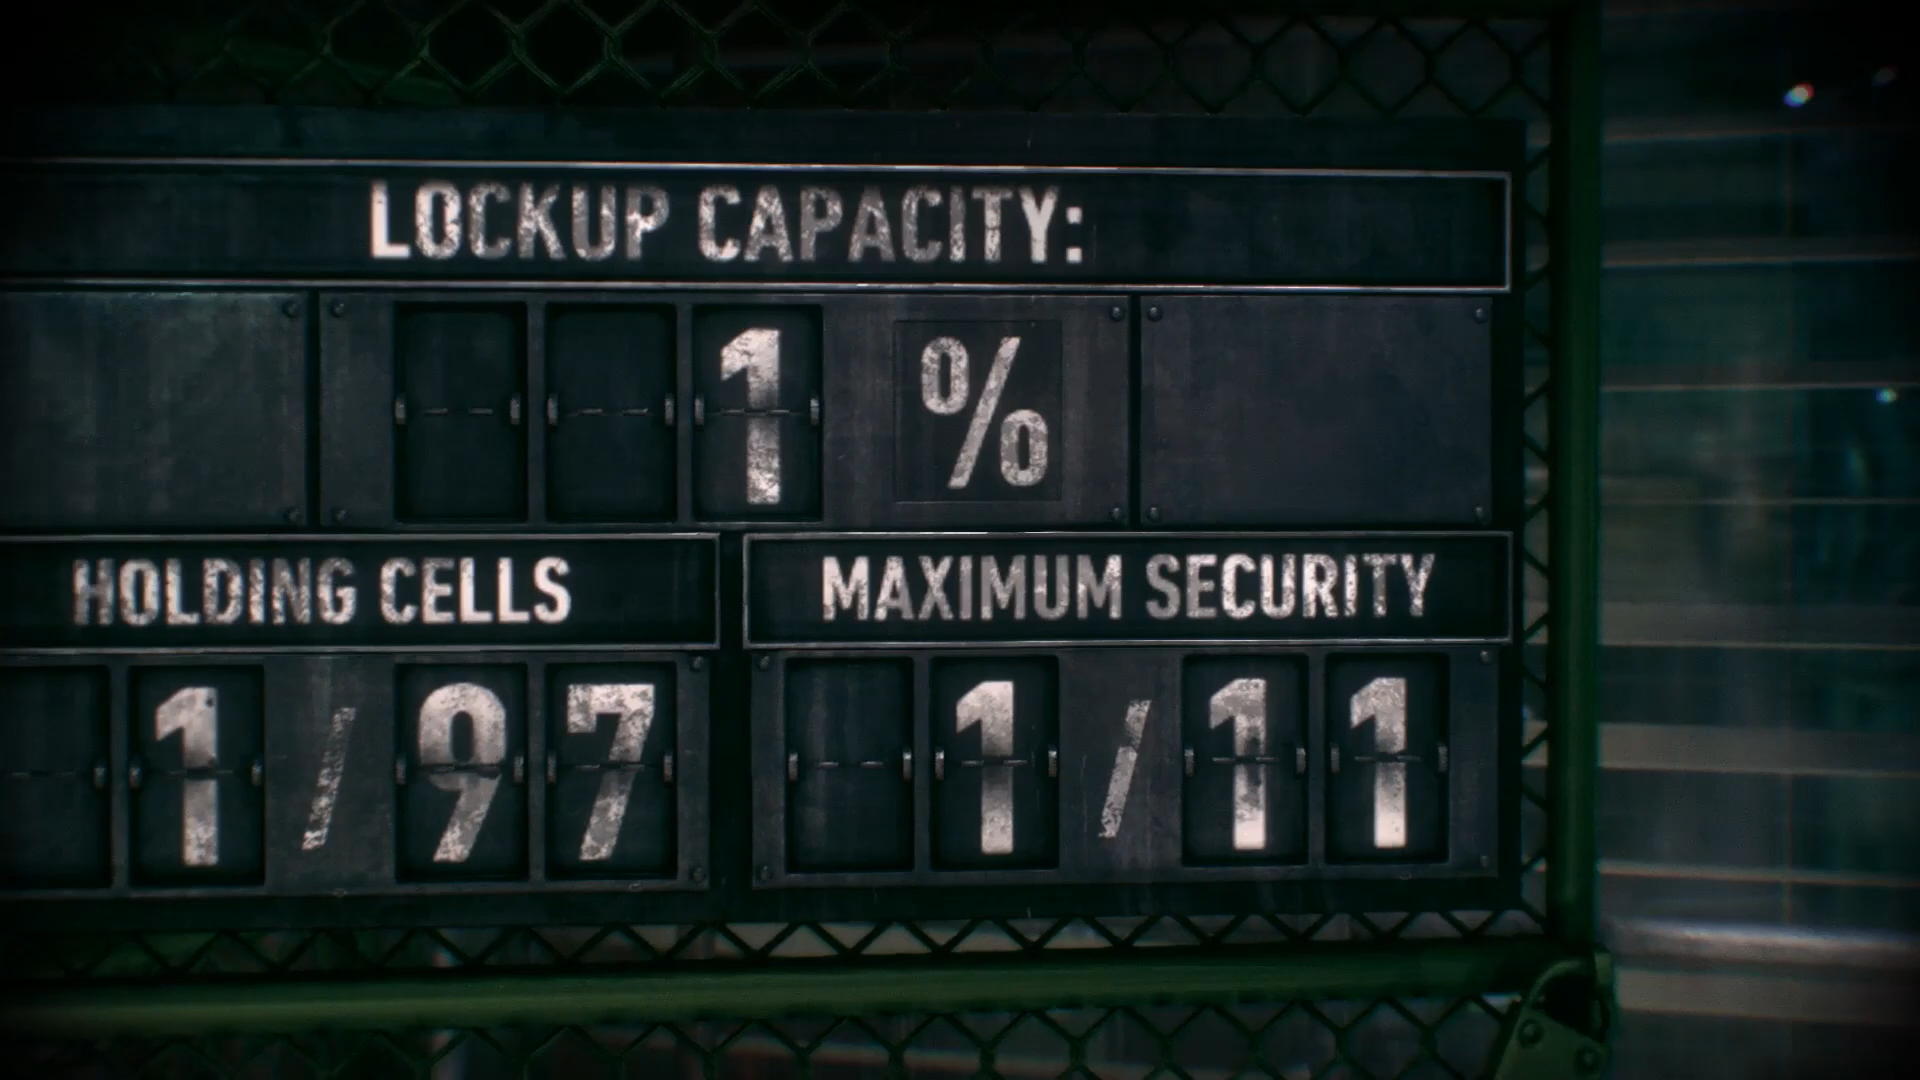 LOCKUP CAPACITY:
1 %
HOLDING CELLS
MAXIMUM SECURITY
1 / 97
1 / 11